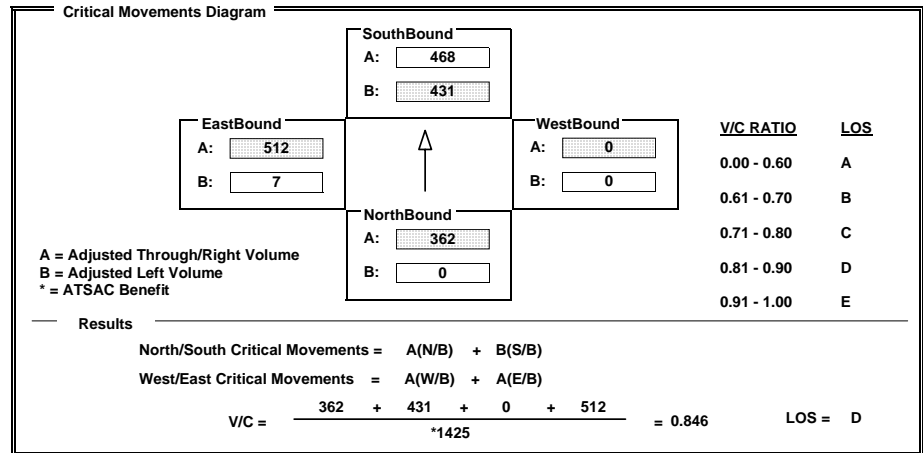 Critical Movements Diagram
SouthBound
A: 468
B: 431
EastBound
A: 512
B: 7
WestBound
A: 0
B: 0
NorthBound
A: 362
B: 0
V/C RATIO LOS
0.00 - 0.60 A
0.61 - 0.70 B
0.71 - 0.80 C
0.81 - 0.90 D
0.91 - 1.00 E
A = Adjusted Through/Right Volume
B = Adjusted Left Volume
* = ATSAC Benefit
Results
North/South Critical Movements = A(N/B) + B(S/B)
West/East Critical Movements = A(W/B) + A(E/B)
362 + 431 + 0 + 512
V/C = = 0.846 LOS = D
*1425